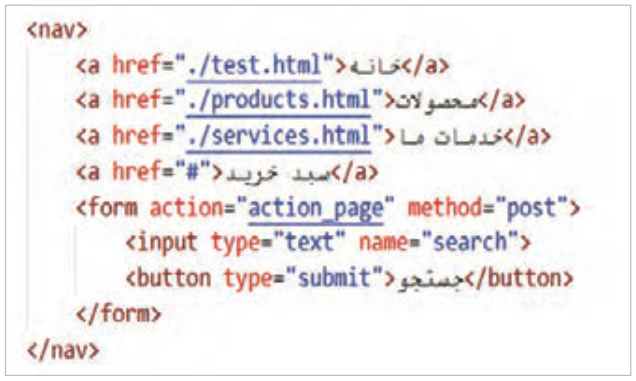 <nav>
<a href="./test.html">خانه</a>
<a href="./products.html">محصولات</a>
<a href="./services.html">خدمات ما</a>
<a href="#">سبد خرید</a>
<form action="action_page" method="post">
<input type="text" name="search">
<button type="submit">جستجو</button>
</form>
</nav>